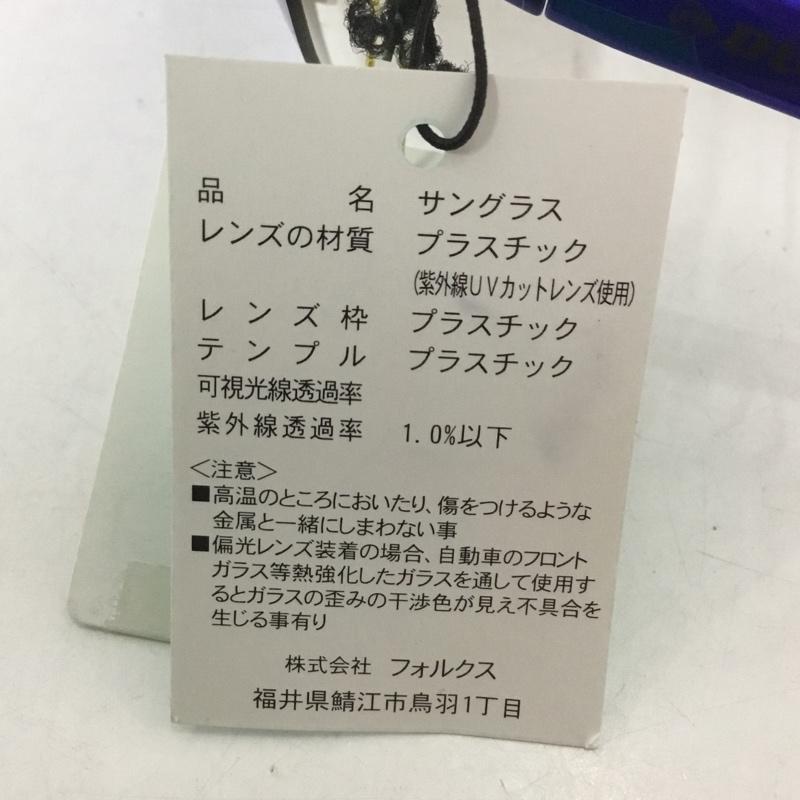 品名 サングラス
レンズの材質 プラスチック
(紫外線UVカットレンズ使用)
レンズ枠 プラスチック
テンプル プラスチック
可視光線透過率
紫外線透過率 1.0%以下
<注意>
■高温のところにおいたり、傷をつけるような
金属と一緒にしまわない事
■偏光レンズ装着の場合、自動車のフロント
ガラス等熱強化したガラスを通して使用す
るとガラスの歪みの干渉色が見え不具合を
生じる事有り
株式会社 フォルクス
福井県鯖江市鳥羽1丁目